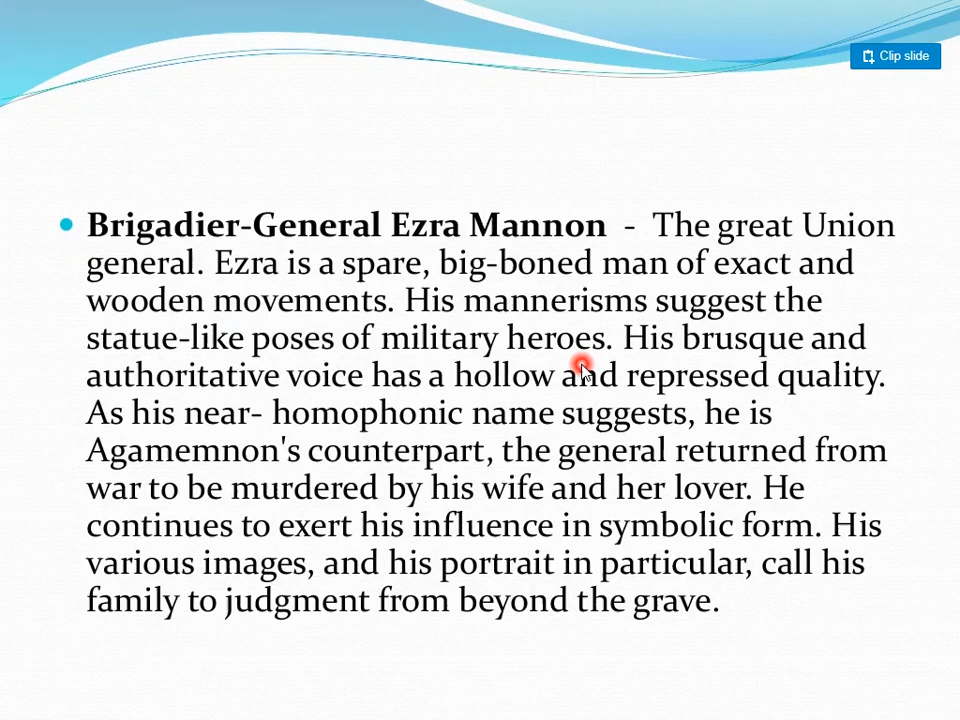 Clip slide
Brigadier-General Ezra Mannon - The great Union
general. Ezra is a spare, big-boned man of exact and
wooden movements. His mannerisms suggest the
statue-like poses of military heroes. His brusque and
authoritative voice has a hollow and repressed quality.
As his near- homophonic name suggests, he is
Agamemnon's counterpart, the general returned from
war to be murdered by his wife and her lover. He
continues to exert his influence in symbolic form. His
various images, and his portrait in particular, call his
family to judgment from beyond the grave.